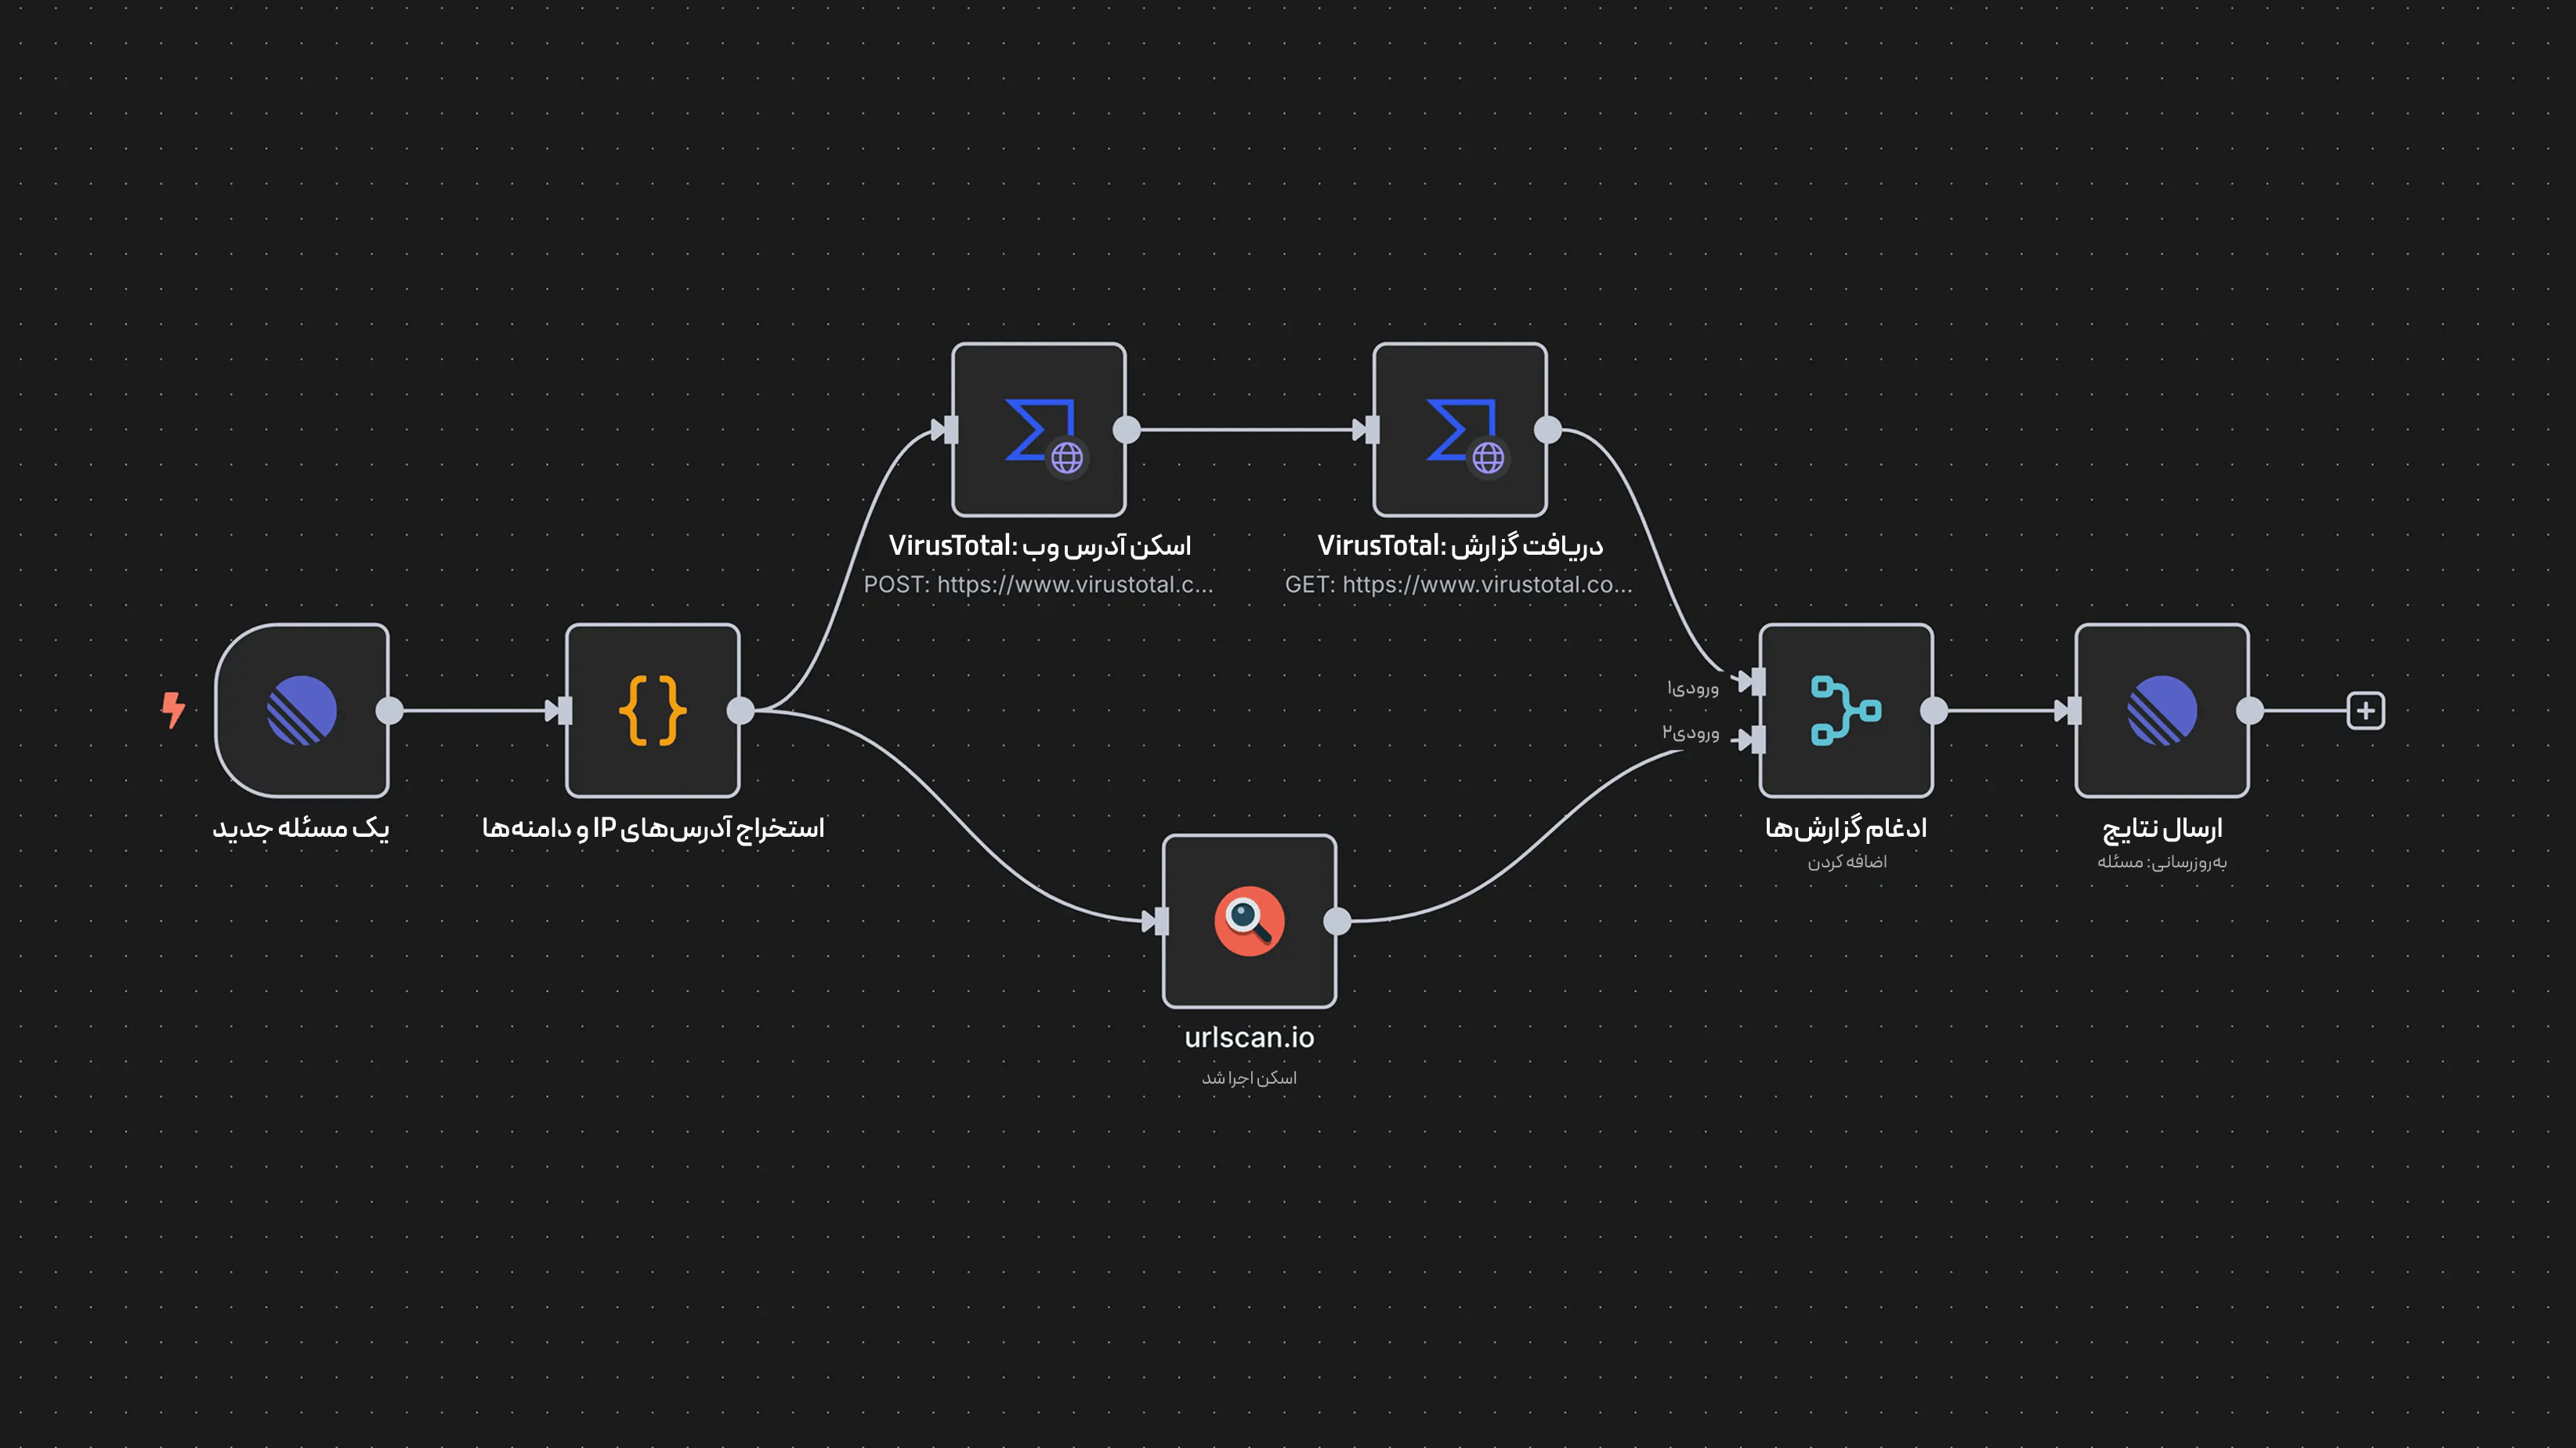 یک مسئله جدید
استخراج آدرس‌های IP و دامنه‌ها
VirusTotal: اسکن آدرس وب
POST: https://www.virustotal.c...
VirusTotal: دریافت گزارش
GET: https://www.virustotal.co...
urlscan.io
اسکن اجرا شد
ورودی۱
ورودی۲
ادغام گزارش‌ها
اضافه کردن
ارسال نتایج
به‌روزرسانی: مسئله